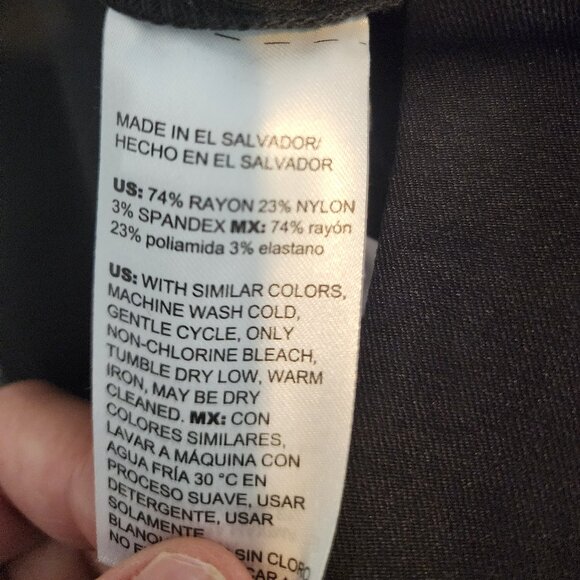 MADE IN EL SALVADOR/
HECHO EN EL SALVADOR
US: 74% RAYON 23% NYLON
3% SPANDEX MX: 74% rayón
23% poliamida 3% elastano
US: WITH SIMILAR COLORS,
MACHINE WASH COLD,
GENTLE CYCLE, ONLY
NON-CHLORINE BLEACH,
TUMBLE DRY LOW, WARM
IRON, MAY BE DRY
CLEANED. MX: CON
COLORES SIMILARES,
LAVAR A MÁQUINA CON
AGUA FRÍA 30 °C EN
PROCESO SUAVE, USAR
DETERGENTE, USAR
SOLAMENTE
SIN CLORO
NO